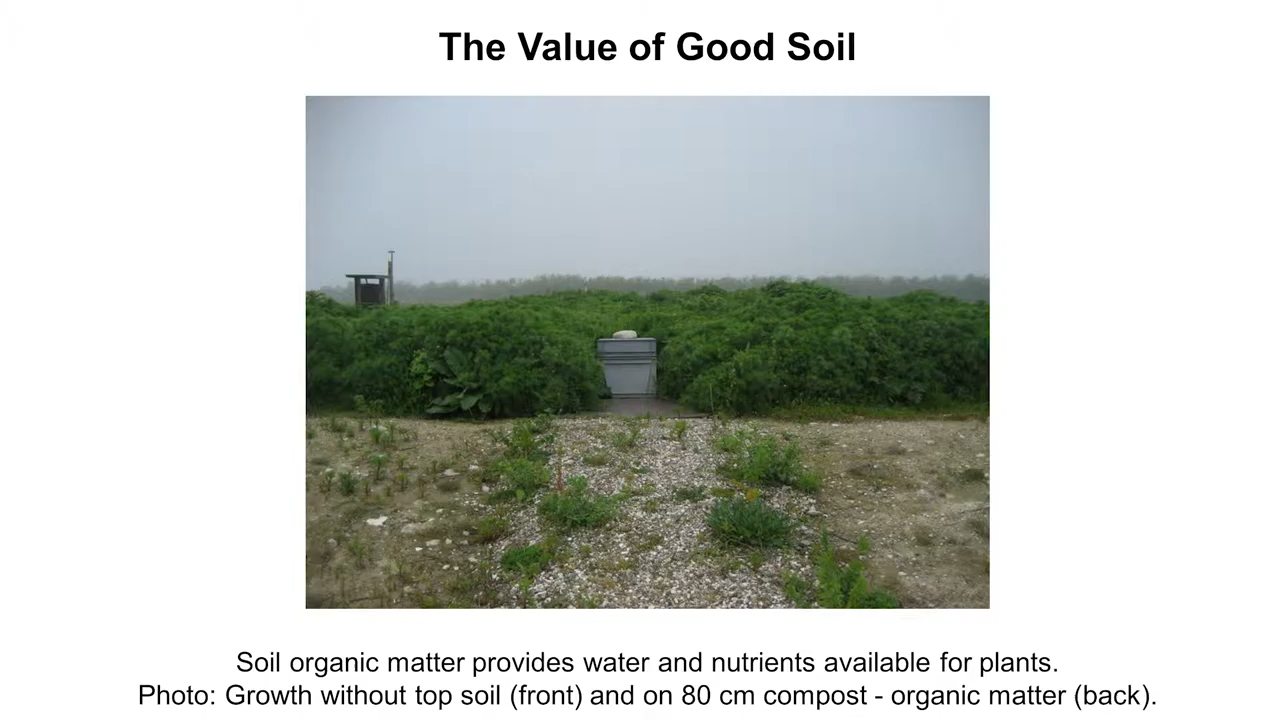 The Value of Good Soil
Soil organic matter provides water and nutrients available for plants.
Photo: Growth without top soil (front) and on 80 cm compost - organic matter (back).